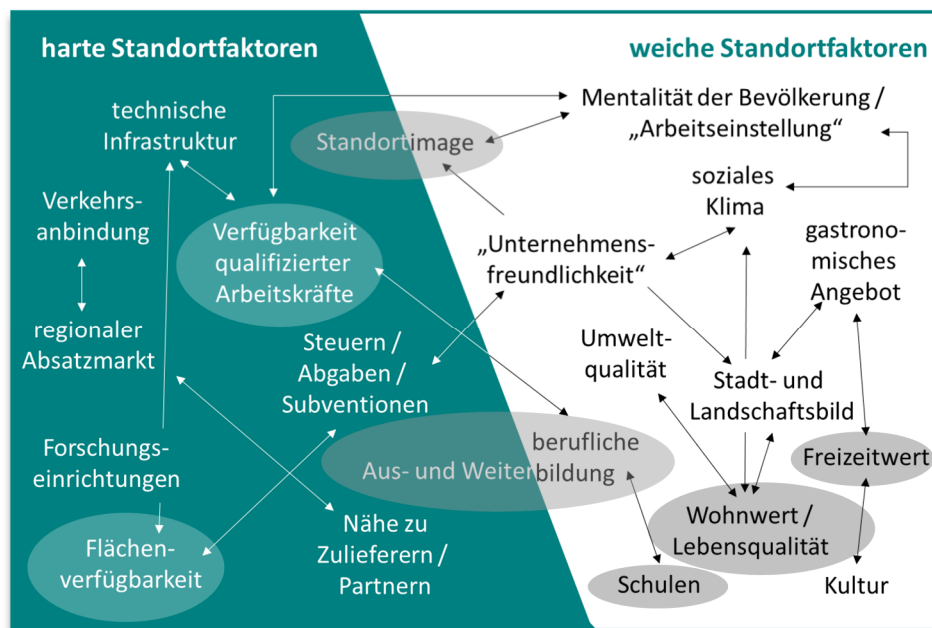 harte Standortfaktoren
weiche Standortfaktoren
technische
Infrastruktur
Mentalität der Bevölkerung /
„Arbeitseinstellung“
Standortimage
soziales
Klima
Verkehrs-
anbindung
Verfügbarkeit
qualifizierter
Arbeitskräfte
„Unternehmens-
freundlichkeit“
gastrono-
misches
Angebot
regionaler
Absatzmarkt
Steuern /
Abgaben /
Subventionen
Umwelt-
qualität
Stadt- und
Landschaftsbild
Forschungs-
einrichtungen
berufliche
Aus- und Weiterbildung
Freizeitwert
Flächen-
verfügbarkeit
Nähe zu
Zulieferern /
Partnern
Wohnwert /
Lebensqualität
Schulen
Kultur